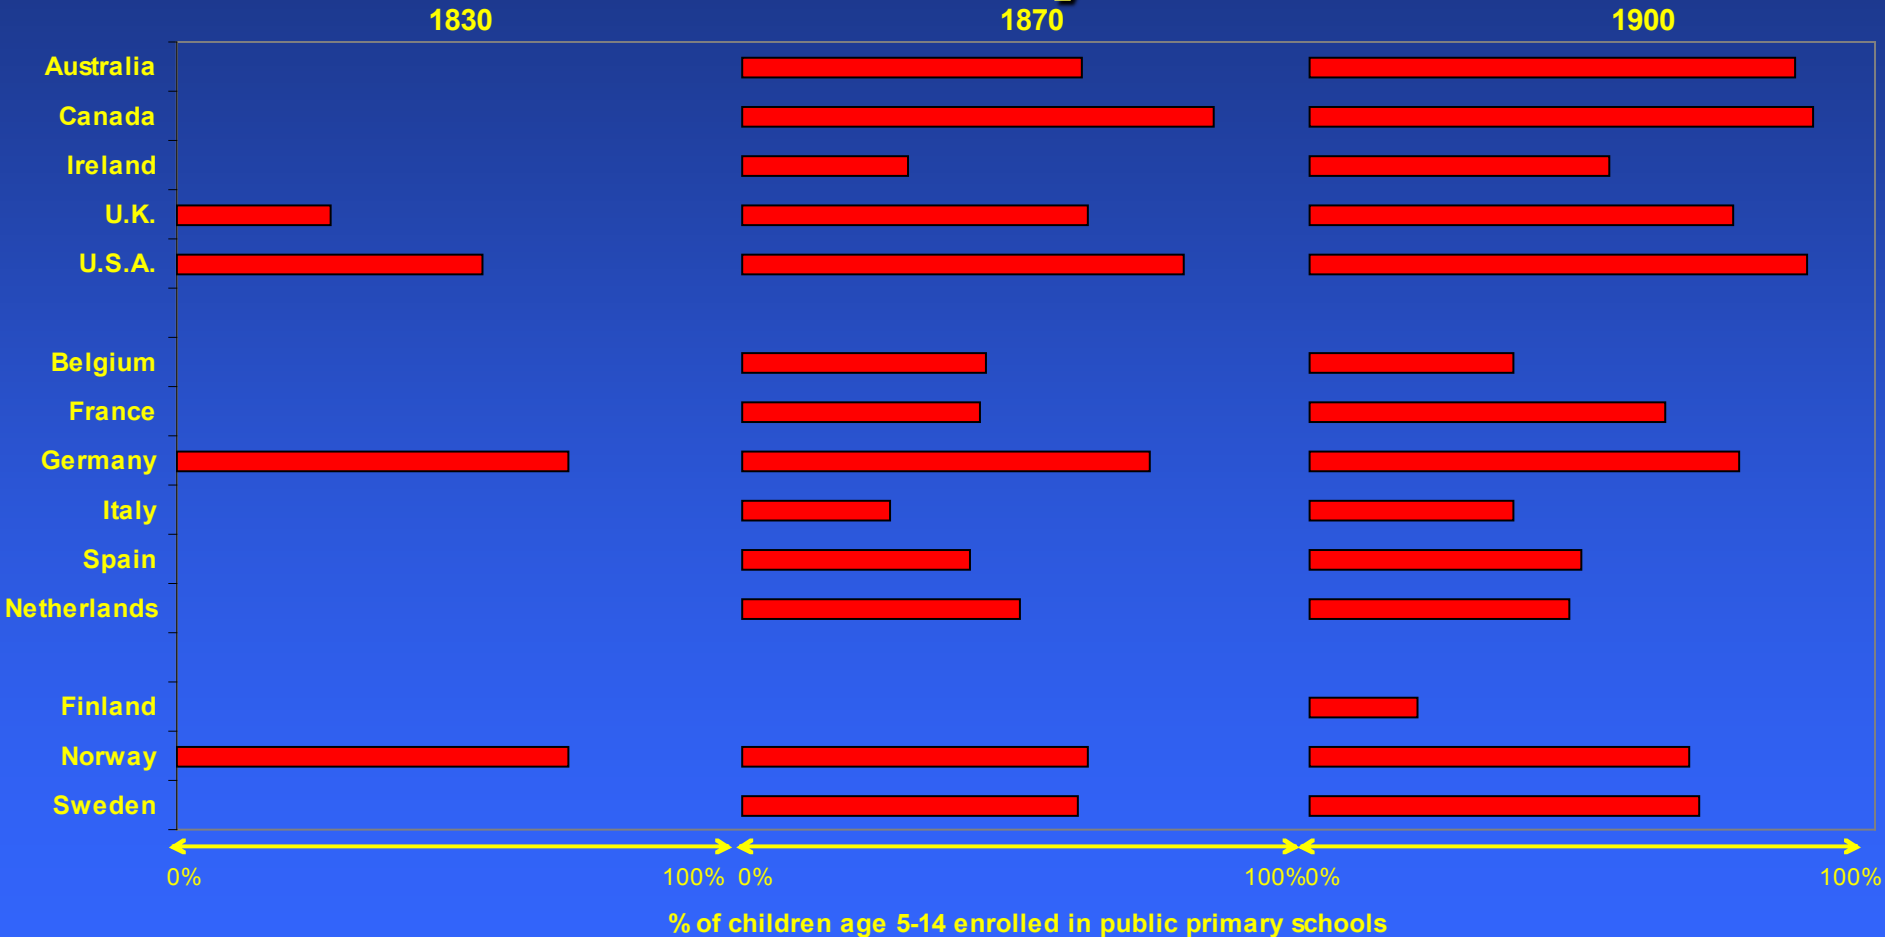 1830 1870 1900
Australia
Canada
Ireland
U.K.
U.S.A.
Belgium
France
Germany
Italy
Spain
Netherlands
Finland
Norway
Sweden
0% 100% 0% 100% 0% 100%
% of children age 5-14 enrolled in public primary schools